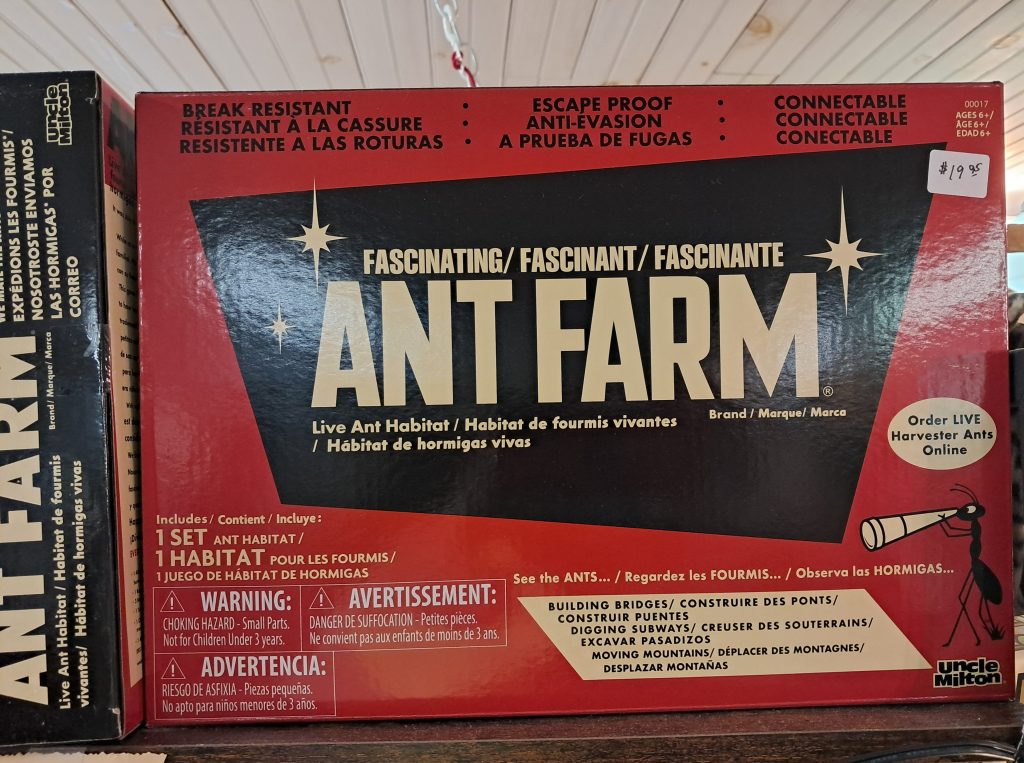 uncle
Milton
EXPÉDIONS LES FOURMIS*/
NOSOTROSTE ENVIAMOS
LAS HORMIGAS* POR
CORREO
ANT FARM®
Brand / Marque/ Marca
Live Ant Habitat / Habitat de fourmis
vivantes/ Hábitat de hormigas vivas
BREAK RESISTANT • ESCAPE PROOF • CONNECTABLE
RÉSISTANT À LA CASSURE • ANTI-ÉVASION • CONNECTABLE
RESISTENTE A LAS ROTURAS • A PRUEBA DE FUGAS • CONECTABLE
00017
AGES 6+/
ÂGE 6+/
EDAD 6+
$19.95
FASCINATING/ FASCINANT/ FASCINANTE
ANT FARM®
Brand / Marque/ Marca
Live Ant Habitat / Habitat de fourmis vivantes
/ Hábitat de hormigas vivas
Order LIVE
Harvester Ants
Online
Includes / Contient / Incluye:
1 SET ANT HABITAT /
1 HABITAT POUR LES FOURMIS /
1 JUEGO DE HÁBITAT DE HORMIGAS
WARNING:
CHOKING HAZARD - Small Parts.
Not for Children Under 3 years.
AVERTISSEMENT:
DANGER DE SUFFOCATION - Petites pièces.
Ne convient pas aux enfants de moins de 3 ans.
ADVERTENCIA:
RIESGO DE ASFIXIA - Piezas pequeñas.
No apto para niños menores de 3 años.
See the ANTS... / Regardez les FOURMIS... / Observa las HORMIGAS...
BUILDING BRIDGES/ CONSTRUIRE DES PONTS/
CONSTRUIR PUENTES
DIGGING SUBWAYS/ CREUSER DES SOUTERRAINS/
EXCAVAR PASADIZOS
MOVING MOUNTAINS/ DÉPLACER DES MONTAGNES/
DESPLAZAR MONTAÑAS
uncle
Milton